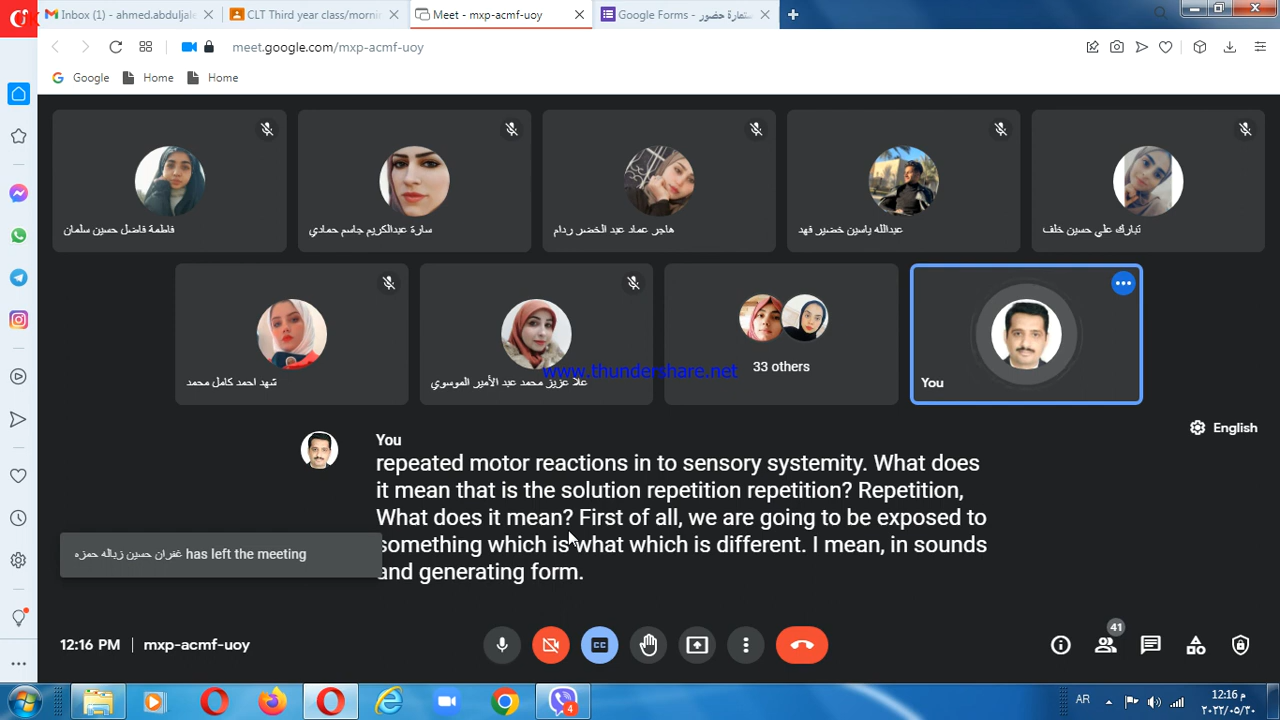 Inbox (1) - ahmed.abduljale
CLT Third year class/mornin
Meet - mxp-acmf-uoy
Google Forms - استمارة حضور
meet.google.com/mxp-acmf-uoy
Google
Home
Home
فاطمة فاضل حسين سلمان
سارة عبدالكريم جاسم حمادي
هاجر عماد عبد الخضر ردام
عبدالله ياسين خضير فهد
تبارك علي حسين خلف
شهد احمد كامل محمد
علا عزيز محمد عبد الأمير الموسوي
33 others
You
www.thundershare.net
English
You
repeated motor reactions in to sensory systemity. What does
it mean that is the solution repetition repetition? Repetition,
What does it mean? First of all, we are going to be exposed to
something which is what which is different. I mean, in sounds
and generating form.
غفران حسين زباله حمزه has left the meeting
12:16 PM
mxp-acmf-uoy
CC
41
4
AR
12:16 م
٢٠٢٢/٠٥/٣٠